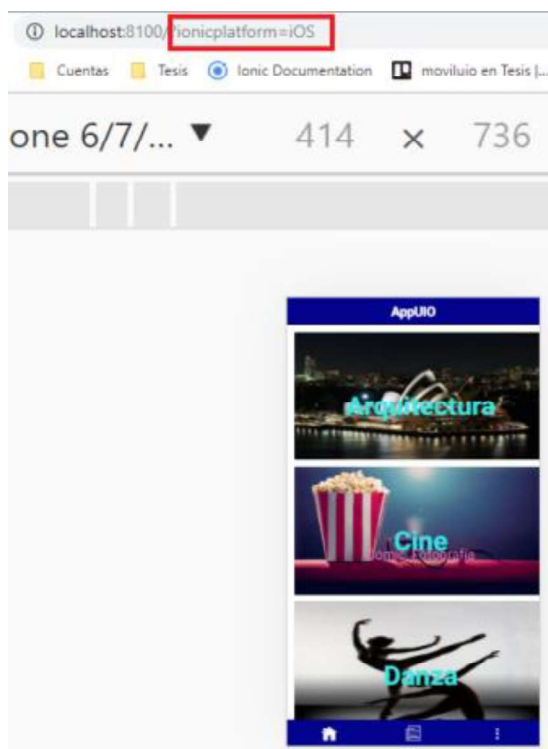 localhost:8100/?ionicplatform=iOS
Cuentas Tesis Ionic Documentation moviluio en Tesis |...
one 6/7/... ▼ 414 × 736
AppUIO
Arquitectura
Cine
Danza